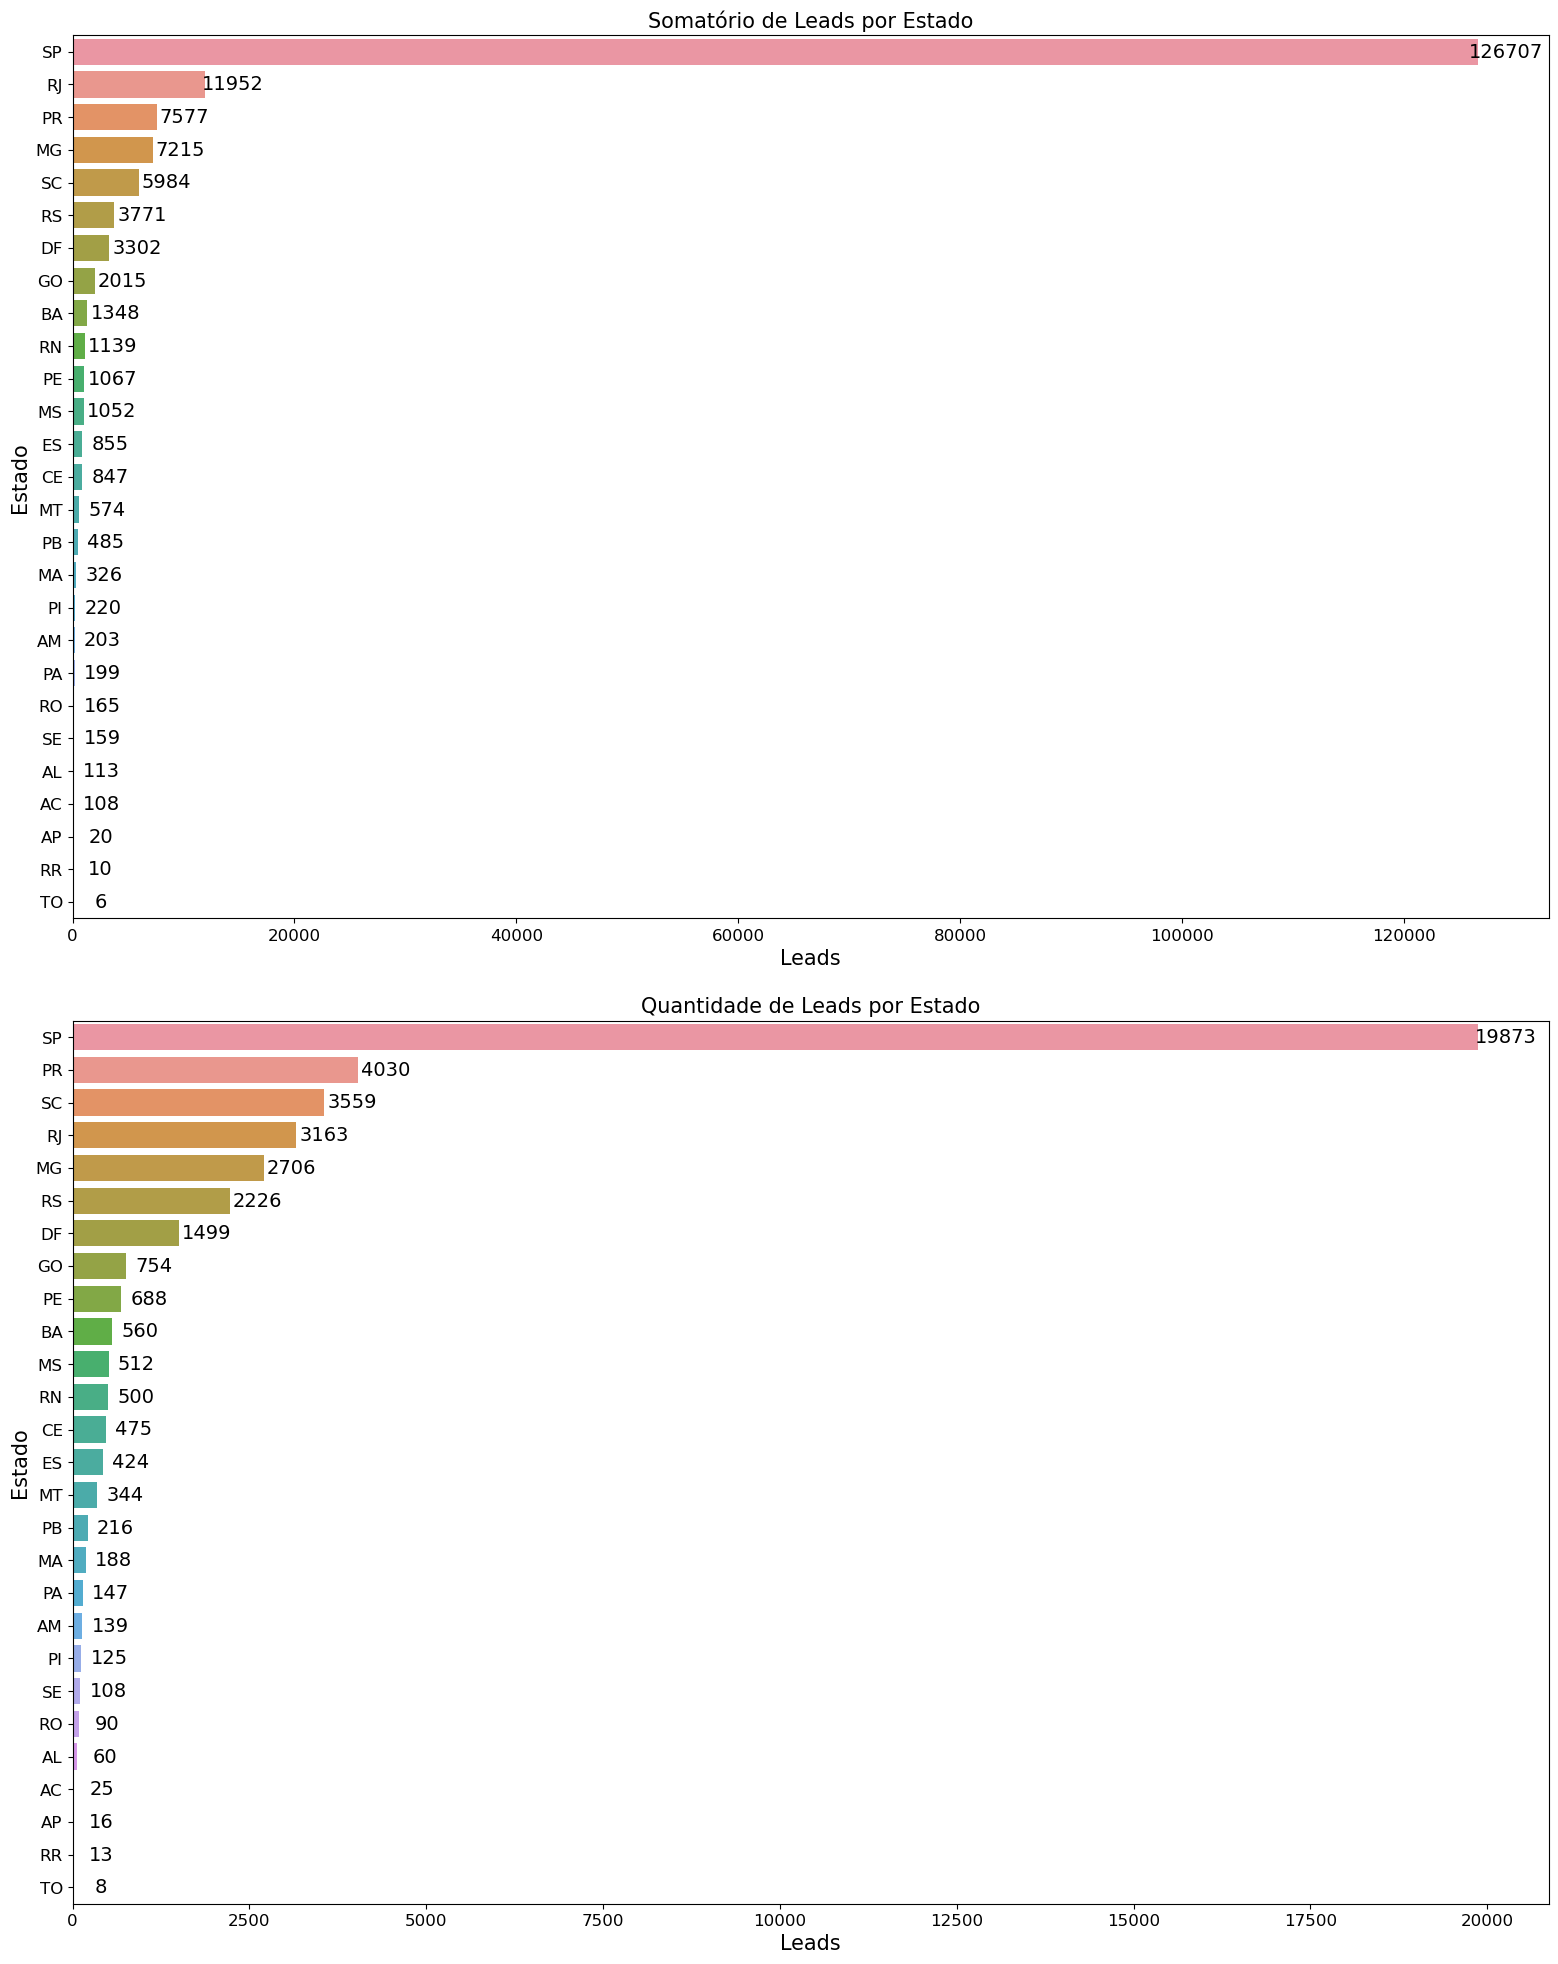 Somatório de Leads por Estado
SP 126707
RJ 11952
PR 7577
MG 7215
SC 5984
RS 3771
DF 3302
GO 2015
BA 1348
RN 1139
PE 1067
MS 1052
ES 855
CE 847
MT 574
PB 485
MA 326
PI 220
AM 203
PA 199
RO 165
SE 159
AL 113
AC 108
AP 20
RR 10
TO 6
Estado
0 20000 40000 60000 80000 100000 120000
Leads
Quantidade de Leads por Estado
SP 19873
PR 4030
SC 3559
RJ 3163
MG 2706
RS 2226
DF 1499
GO 754
PE 688
BA 560
MS 512
RN 500
CE 475
ES 424
MT 344
PB 216
MA 188
PA 147
AM 139
PI 125
SE 108
RO 90
AL 60
AC 25
AP 16
RR 13
TO 8
Estado
0 2500 5000 7500 10000 12500 15000 17500 20000
Leads